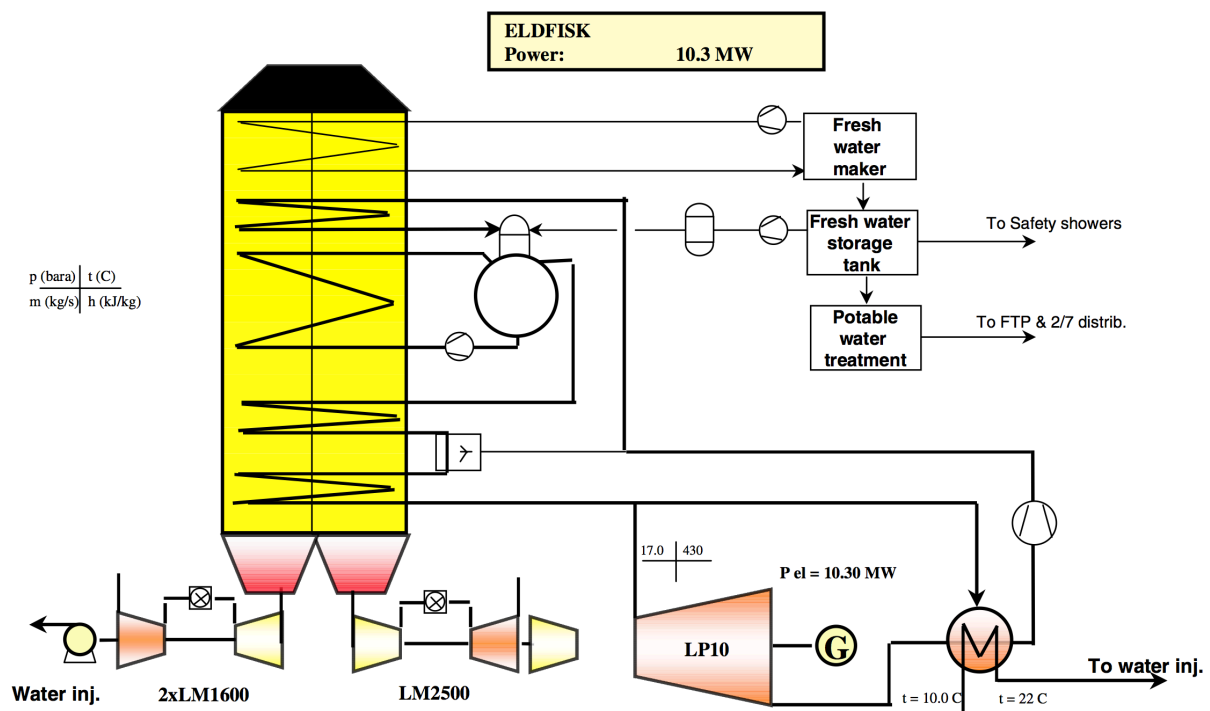 ELDFISK
Power: 10.3 MW
Fresh
water
maker
Fresh water
storage
tank
To Safety showers
p (bara) t (C)
m (kg/s) h (kJ/kg)
Potable
water
treatment
To FTP & 2/7 distrib.
17.0 430
P el = 10.30 MW
LP10
G
M
To water inj.
Water inj.
2xLM1600
LM2500
t = 10.0 C
t = 22 C